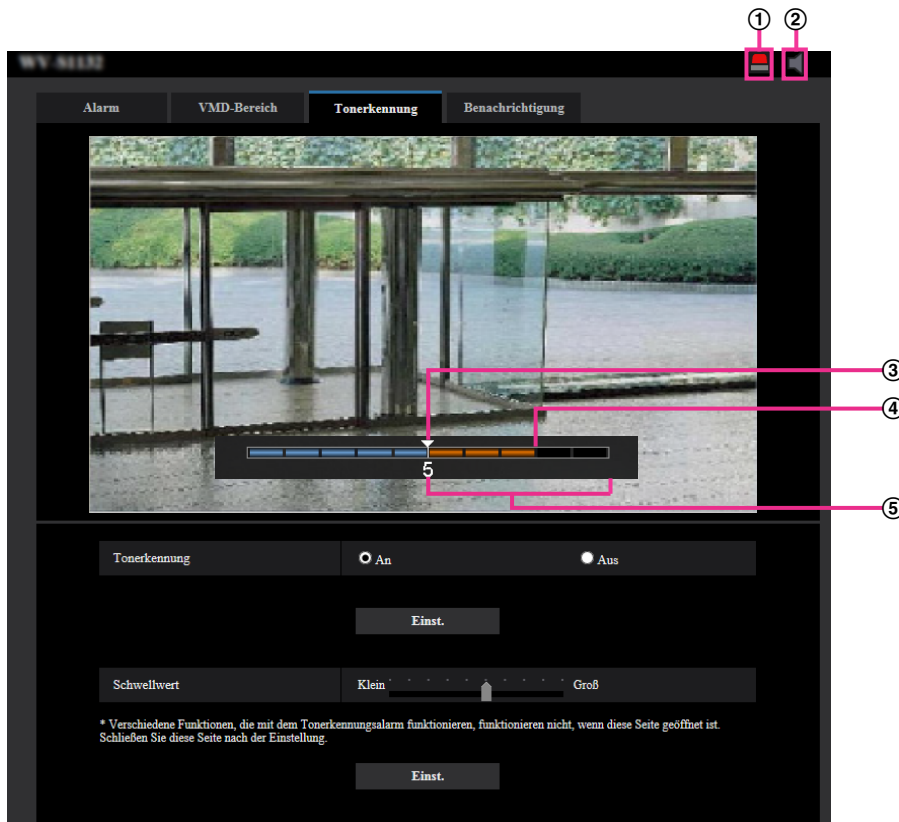 ① ②
Alarm VMD-Bereich Tonerkennung Benachrichtigung
③
④
5
⑤
Tonerkennung An Aus
Einst.
Schwellwert Klein Groß
* Verschiedene Funktionen, die mit dem Tonerkennungsalarm funktionieren, funktionieren nicht, wenn diese Seite geöffnet ist.
Schließen Sie diese Seite nach der Einstellung.
Einst.